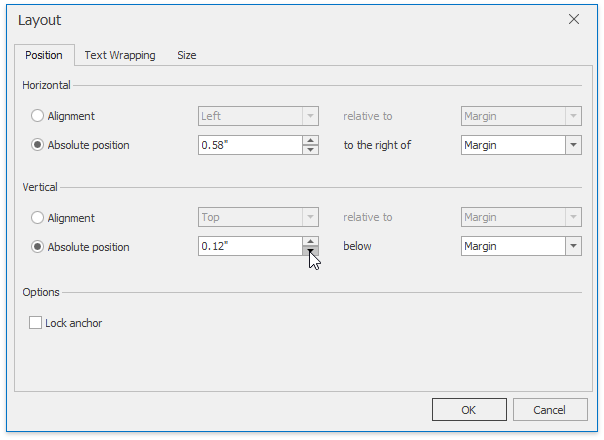 Layout
Position Text Wrapping Size
Horizontal
Alignment Left relative to Margin
Absolute position 0.58" to the right of Margin
Vertical
Alignment Top relative to Margin
Absolute position 0.12" below Margin
Options
Lock anchor
OK Cancel